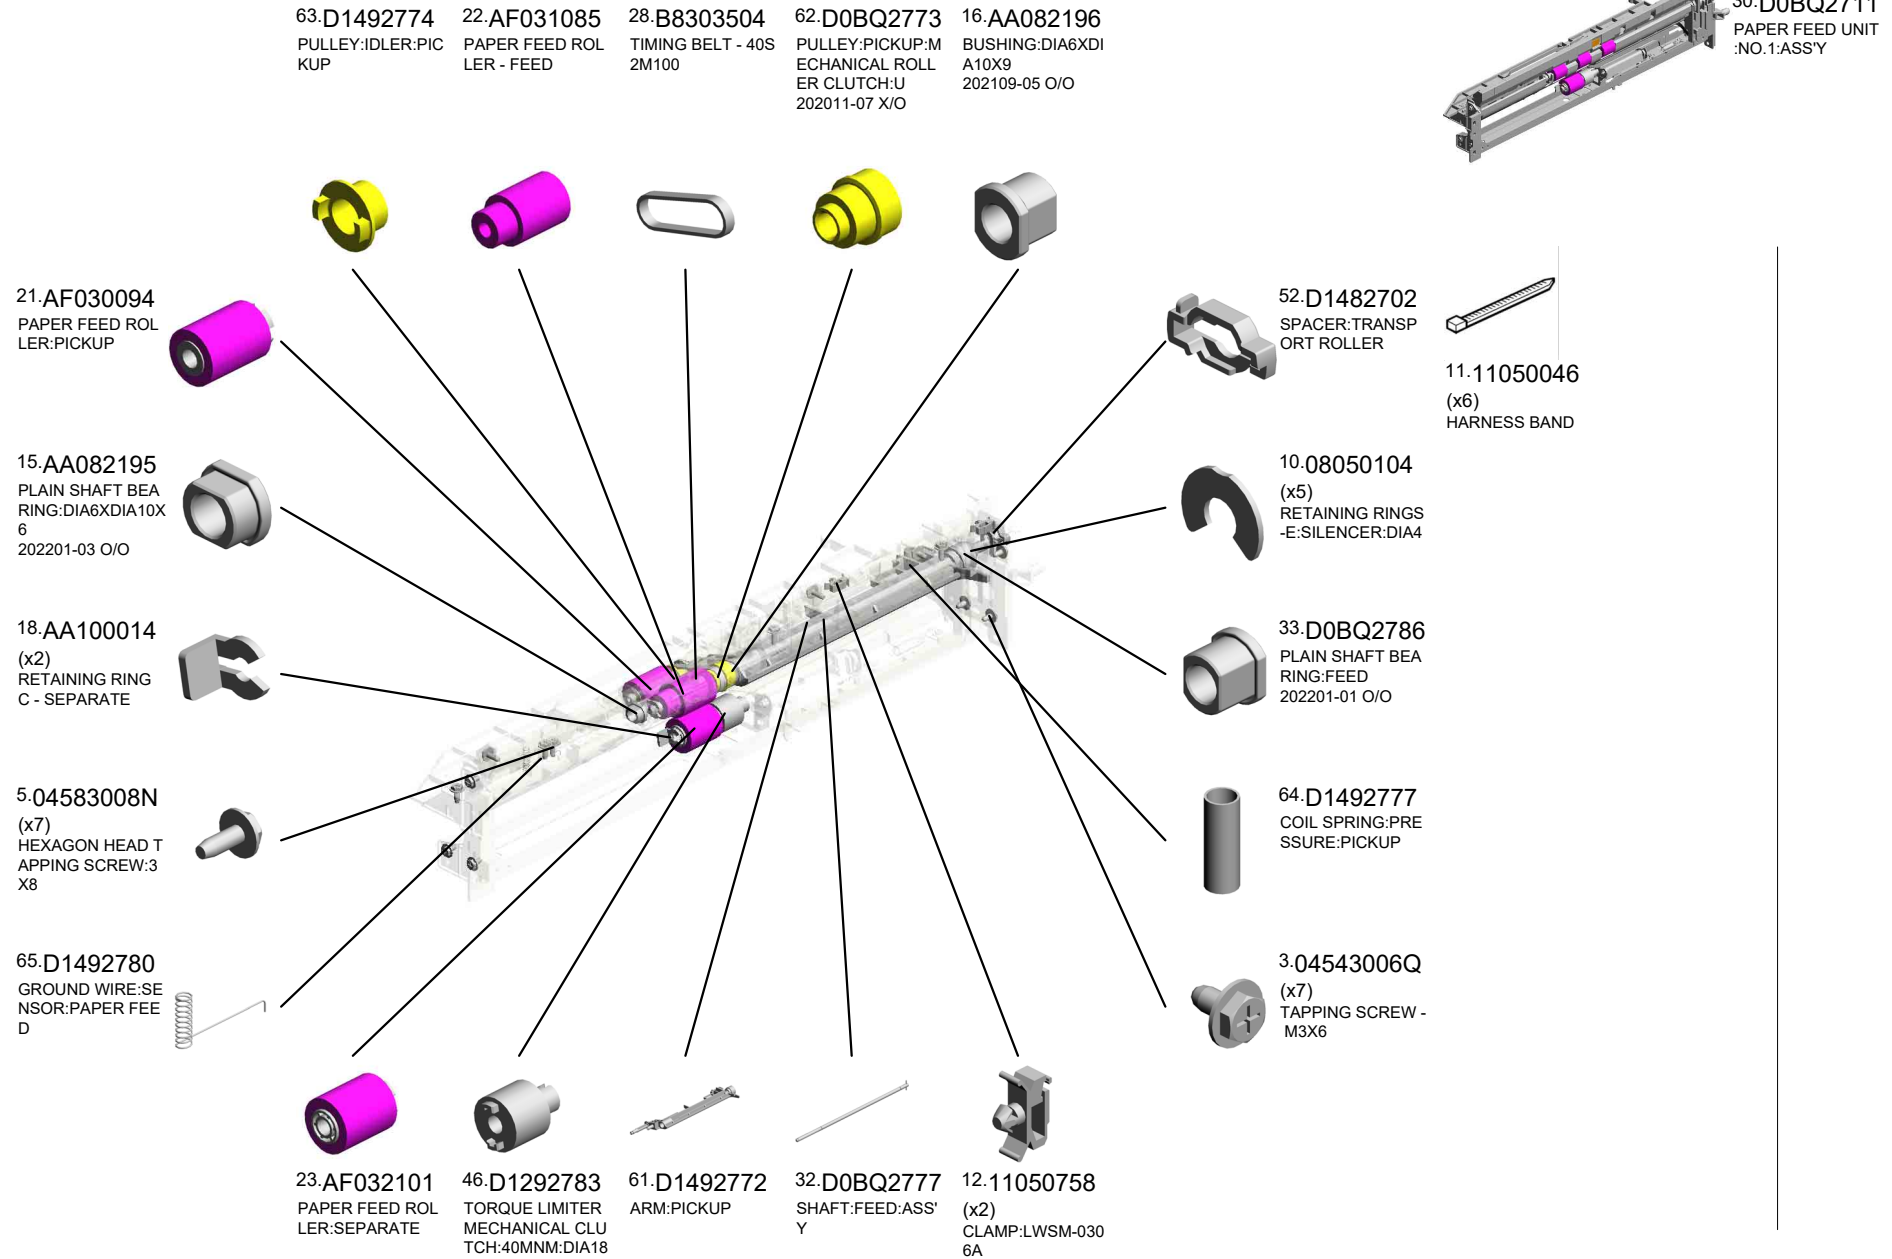 63.D1492774
PULLEY:IDLER:PIC
KUP
22.AF031085
PAPER FEED ROL
LER - FEED
28.B8303504
TIMING BELT - 40S
2M100
62.D0BQ2773
PULLEY:PICKUP:M
ECHANICAL ROLL
ER CLUTCH:U
202011-07 X/O
16.AA082196
BUSHING:DIA6XDI
A10X9
202109-05 O/O
30.D0BQ2711
PAPER FEED UNIT
:NO.1:ASS'Y
21.AF030094
PAPER FEED ROL
LER:PICKUP
52.D1482702
SPACER:TRANSP
ORT ROLLER
11.11050046
(x6)
HARNESS BAND
15.AA082195
PLAIN SHAFT BEA
RING:DIA6XDIA10X
6
202201-03 O/O
10.08050104
(x5)
RETAINING RINGS
-E:SILENCER:DIA4
18.AA100014
(x2)
RETAINING RING
C - SEPARATE
33.D0BQ2786
PLAIN SHAFT BEA
RING:FEED
202201-01 O/O
5.04583008N
(x7)
HEXAGON HEAD T
APPING SCREW:3
X8
64.D1492777
COIL SPRING:PRE
SSURE:PICKUP
65.D1492780
GROUND WIRE:SE
NSOR:PAPER FEE
D
3.04543006Q
(x7)
TAPPING SCREW -
M3X6
23.AF032101
PAPER FEED ROL
LER:SEPARATE
46.D1292783
TORQUE LIMITER
MECHANICAL CLU
TCH:40MNM:DIA18
61.D1492772
ARM:PICKUP
32.D0BQ2777
SHAFT:FEED:ASS'
Y
12.11050758
(x2)
CLAMP:LWSM-030
6A